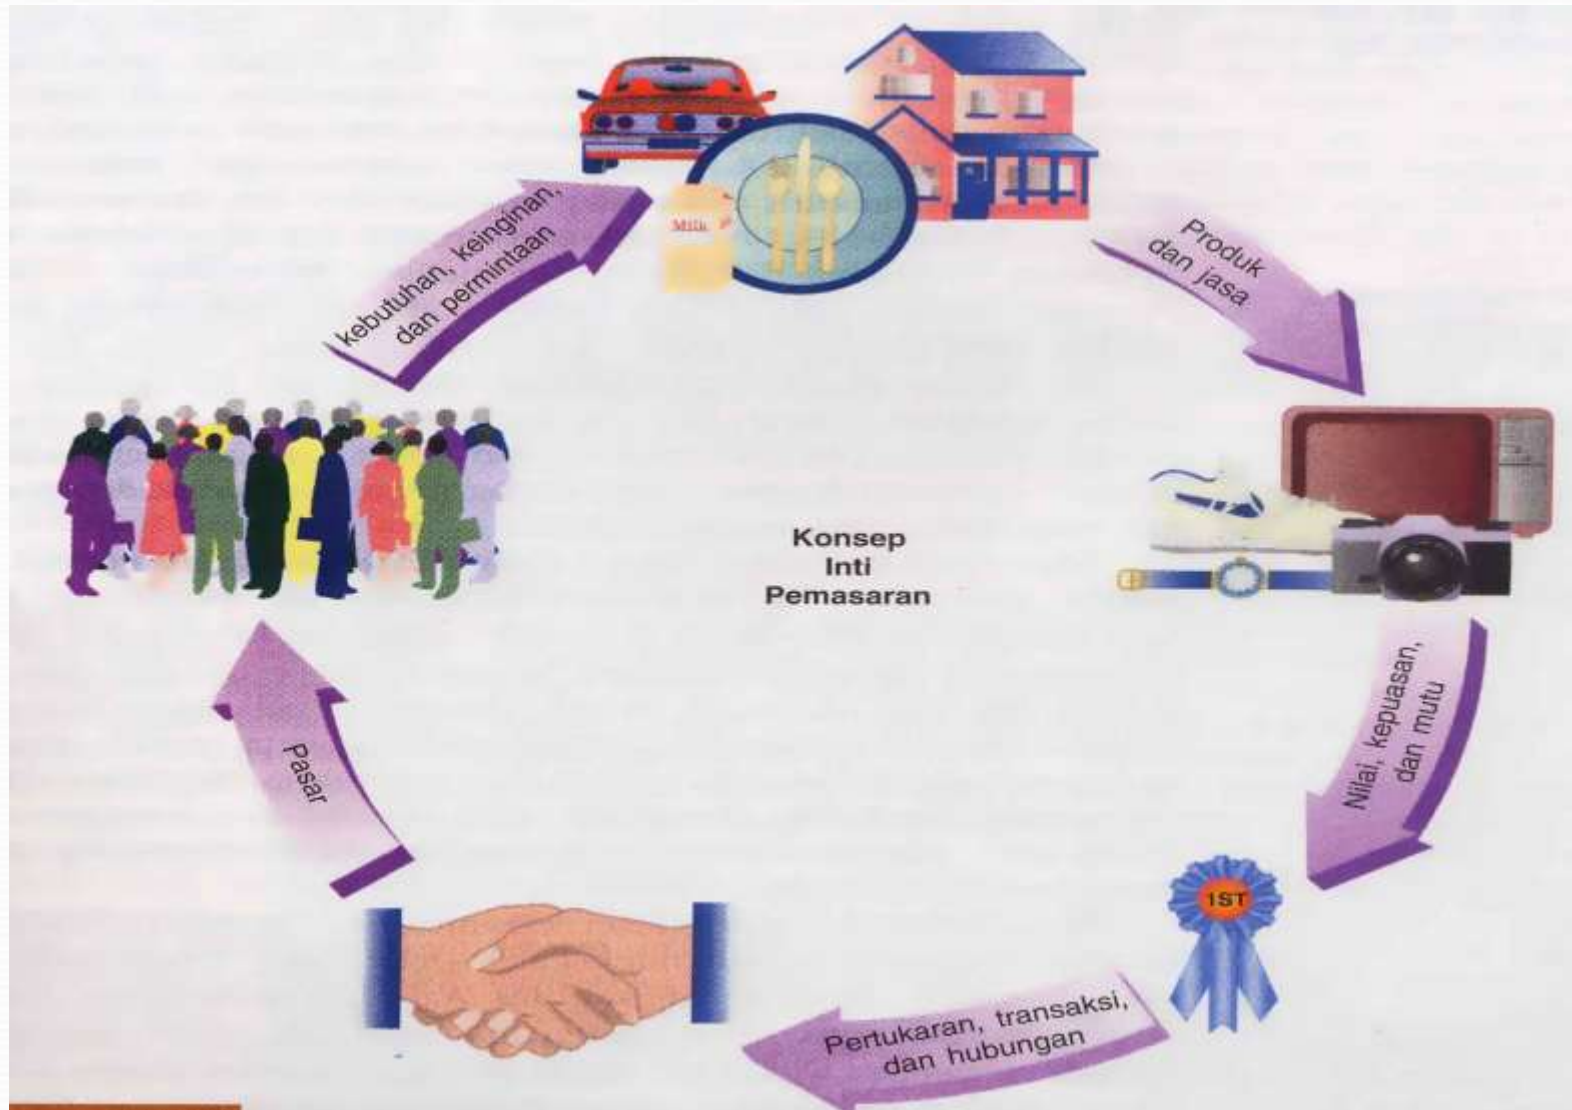 kebutuhan, keinginan,
dan permintaan
Milk
Produk
dan jasa
Konsep
Inti
Pemasaran
Nilai, kepuasan,
dan mutu
1ST
Pertukaran, transaksi,
dan hubungan
Pasar